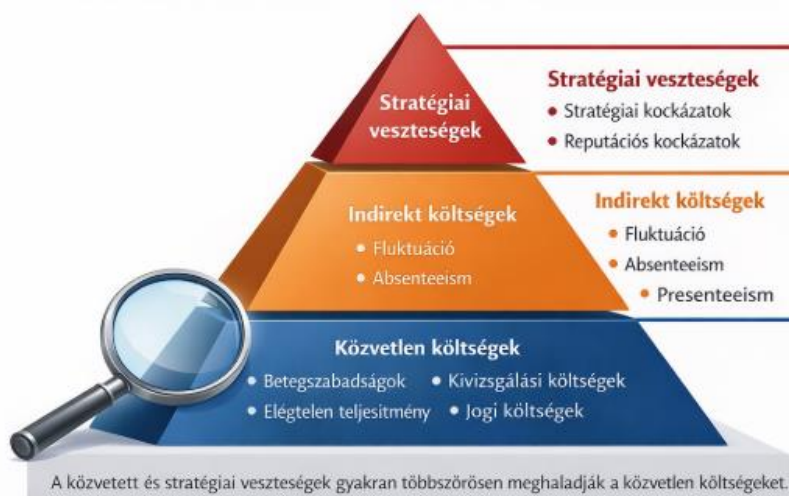 Stratégiai
veszteségek
Stratégiai veszteségek
• Stratégiai kockázatok
• Reputációs kockázatok
Indirekt költségek
• Fluktuáció
• Absenteeism
Indirekt költségek
• Fluktuáció
• Absenteeism
• Presenteeism
Közvetlen költségek
• Betegszabadságok • Kivizsgálási költségek
• Elégtelen teljesitmény • Jogi költségek
A közvetett és stratégiai veszteségek gyakran többszörösen meghaladják a közvetlen költségeket.